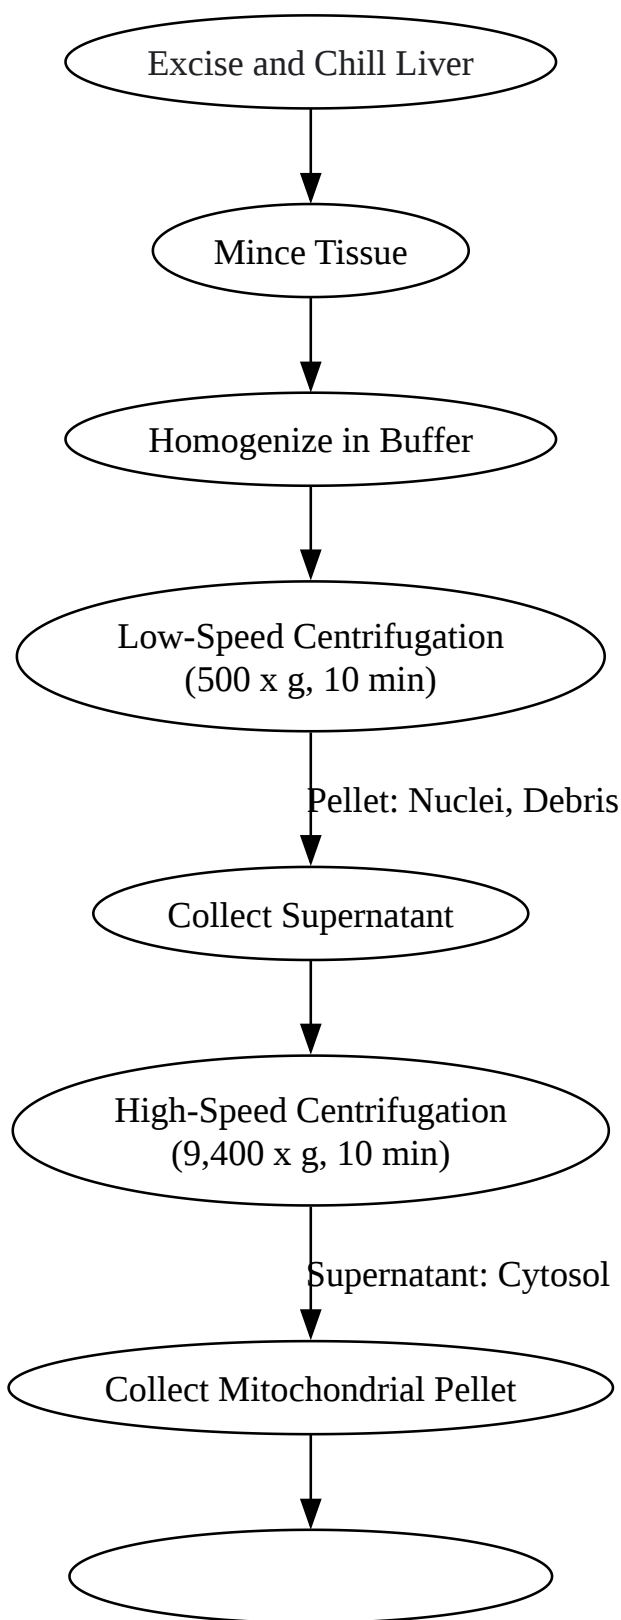 Excise and Chill Liver
Mince Tissue
Homogenize in Buffer
Low-Speed Centrifugation
(500 x g, 10 min)
Pellet: Nuclei, Debris
Collect Supernatant
High-Speed Centrifugation
(9,400 x g, 10 min)
Supernatant: Cytosol
Collect Mitochondrial Pellet